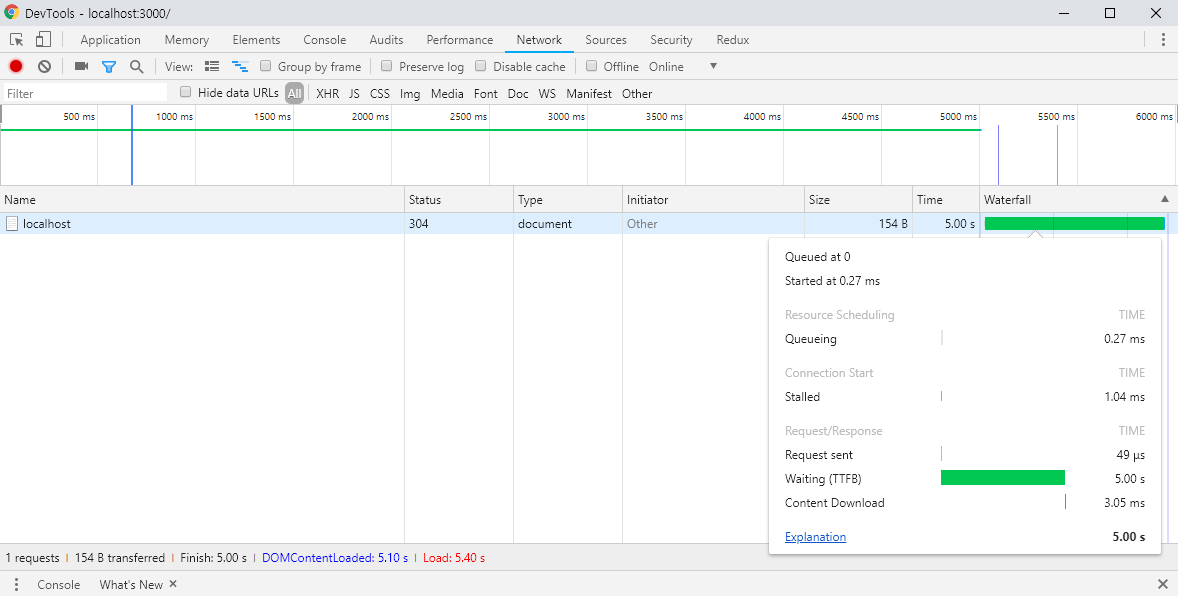 DevTools - localhost:3000/
Application Memory Elements Console Audits Performance Network Sources Security Redux
View: Group by frame Preserve log Disable cache Offline Online
Filter Hide data URLs All XHR JS CSS Img Media Font Doc WS Manifest Other
500 ms 1000 ms 1500 ms 2000 ms 2500 ms 3000 ms 3500 ms 4000 ms 4500 ms 5000 ms 5500 ms 6000 ms
Name Status Type Initiator Size Time Waterfall
localhost 304 document Other 154 B 5.00 s
Queued at 0
Started at 0.27 ms
Resource Scheduling TIME
Queueing 0.27 ms
Connection Start TIME
Stalled 1.04 ms
Request/Response TIME
Request sent 49 µs
Waiting (TTFB) 5.00 s
Content Download 3.05 ms
Explanation 5.00 s
1 requests | 154 B transferred | Finish: 5.00 s | DOMContentLoaded: 5.10 s | Load: 5.40 s
Console What's New